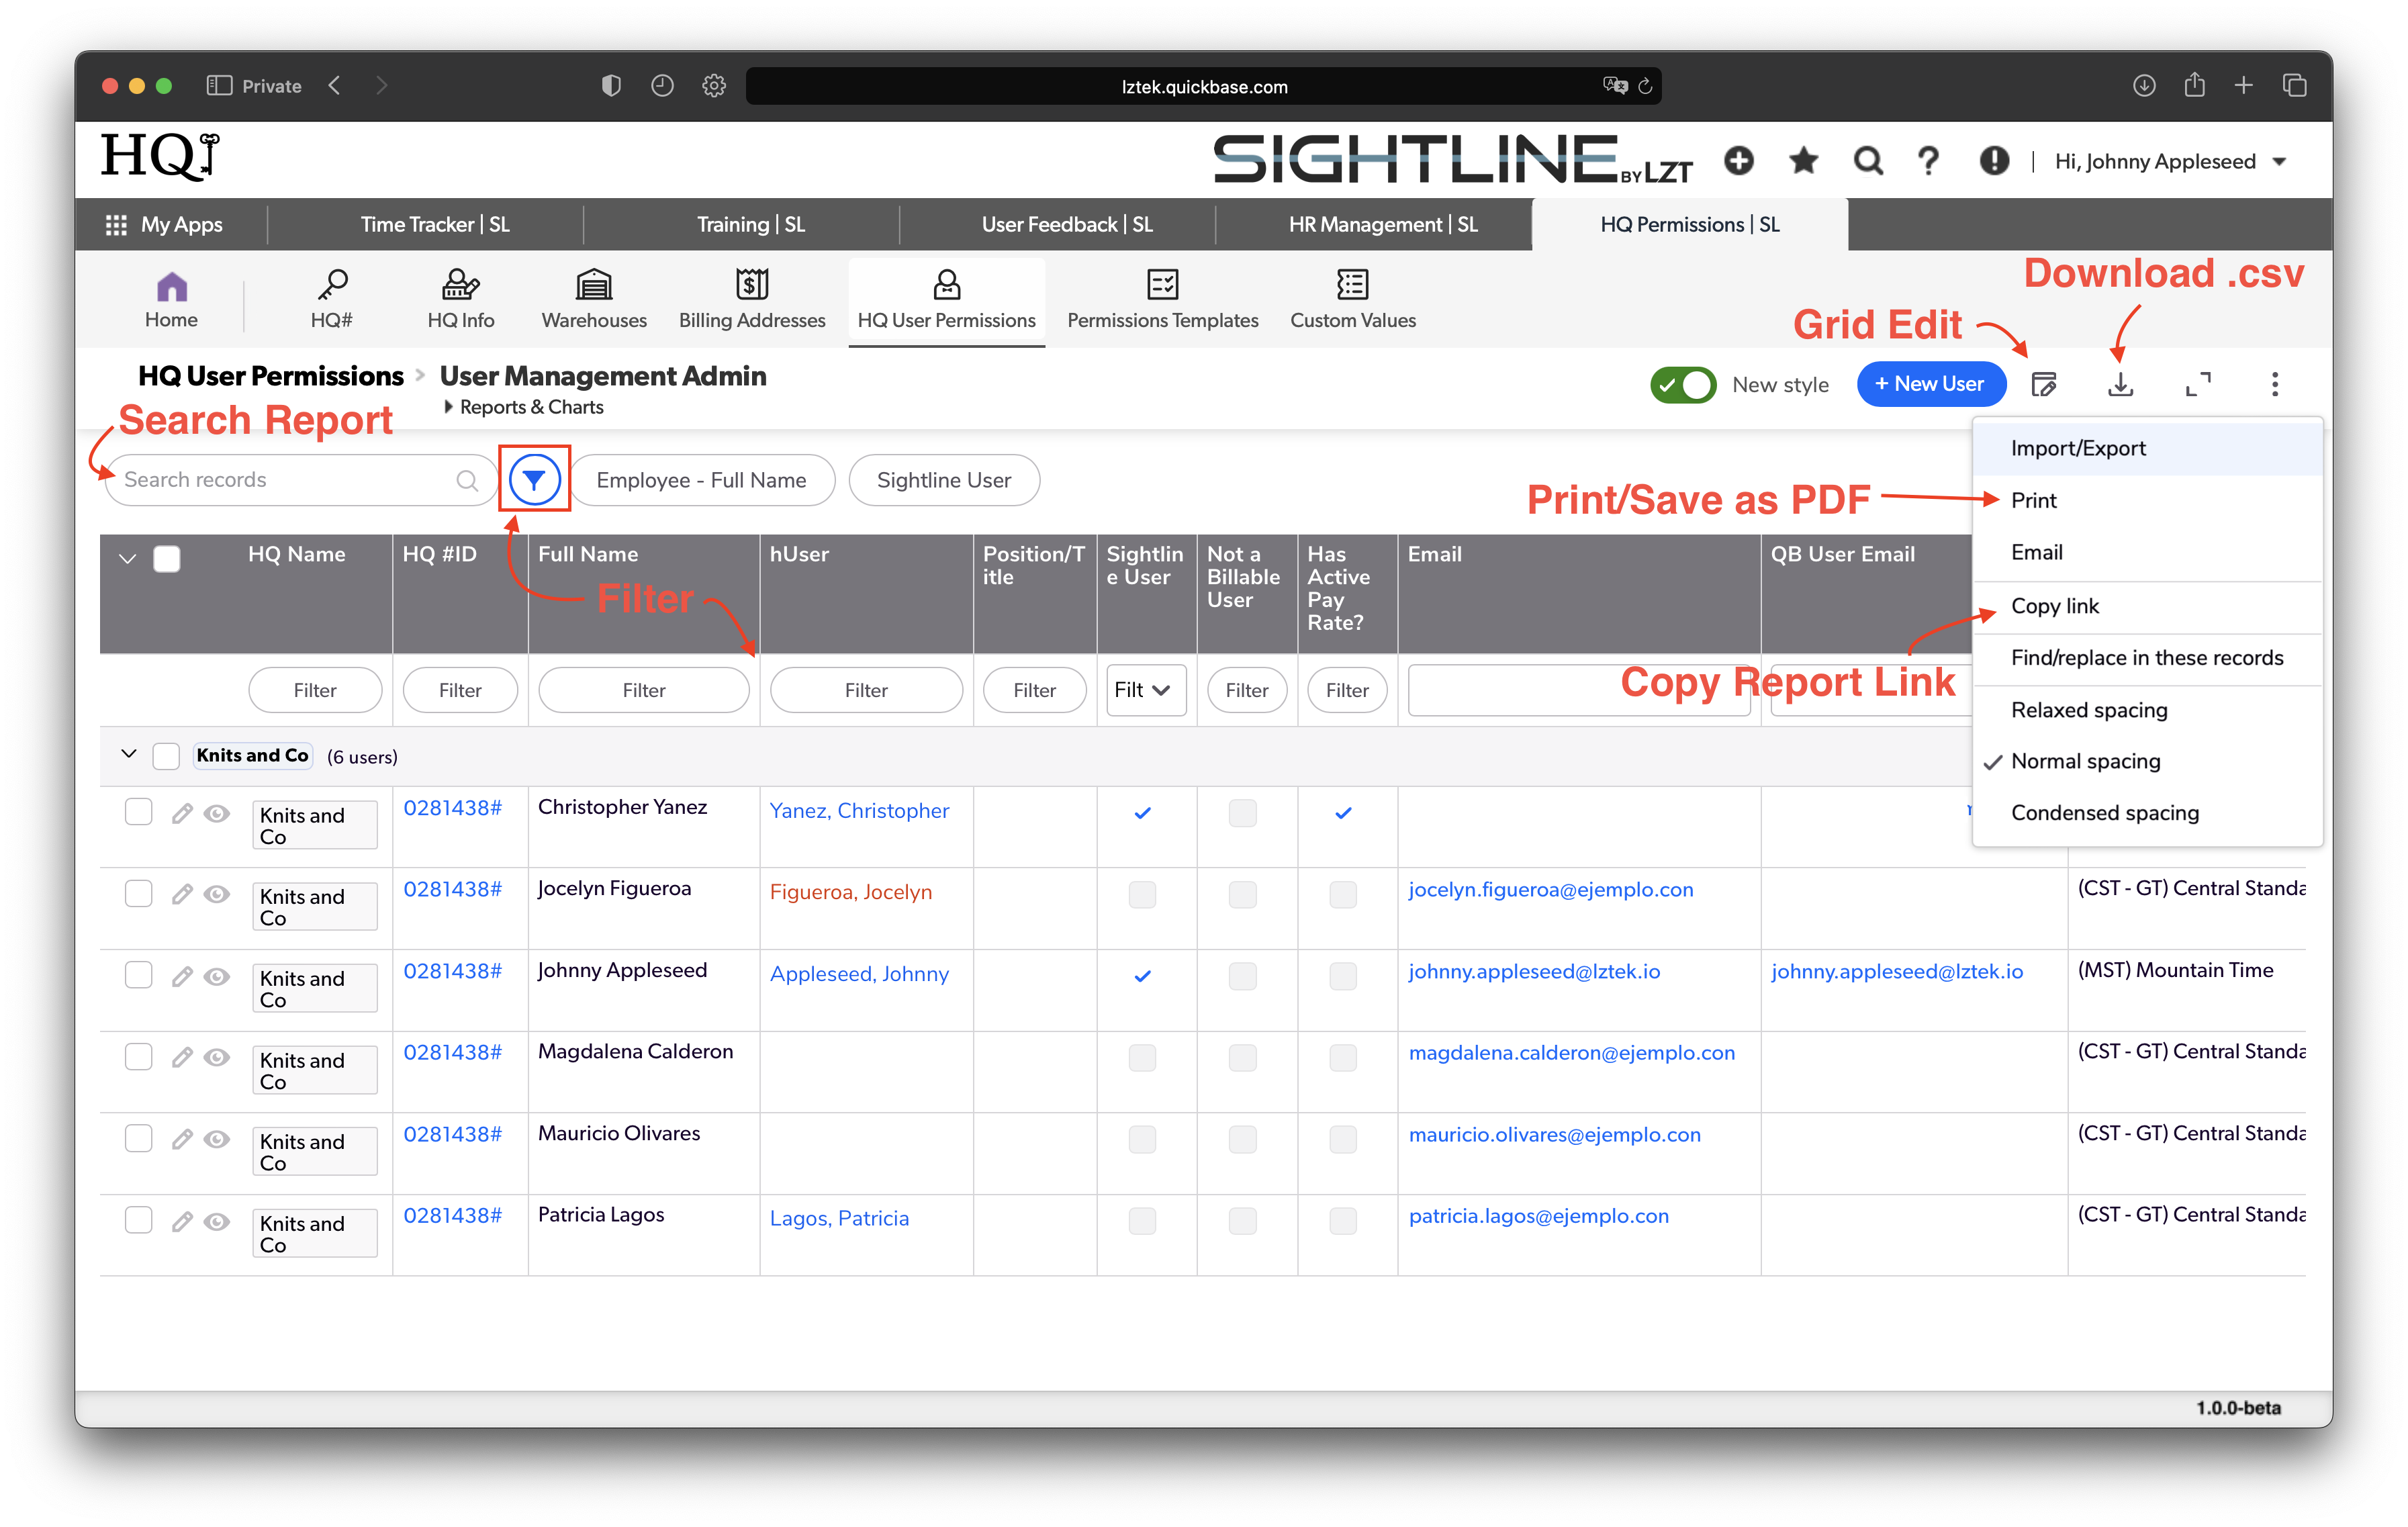 Private
lztek.quickbase.com
HQ
SIGHTLINE BY LZT
Hi, Johnny Appleseed
My Apps
Time Tracker | SL
Training | SL
User Feedback | SL
HR Management | SL
HQ Permissions | SL
Home
HQ#
HQ Info
Warehouses
Billing Addresses
HQ User Permissions
Permissions Templates
Custom Values
Download .csv
Grid Edit
HQ User Permissions > User Management Admin
Reports & Charts
New style
+ New User
Search Report
Search records
Employee - Full Name
Sightline User
Import/Export
Print/Save as PDF
Print
Email
Copy link
Copy Report Link
Find/replace in these records
Relaxed spacing
Normal spacing
Condensed spacing
HQ Name
HQ #ID
Full Name
hUser
Position/T
itle
Sightlin
e User
Not a
Billable
User
Has
Active
Pay
Rate?
Email
QB User Email
Filter
Filter
Filter
Filter
Filter
Filter
Filt
Filter
Filter
Knits and Co (6 users)
Knits and
Co
0281438#
Christopher Yanez
Yanez, Christopher
Knits and
Co
0281438#
Jocelyn Figueroa
Figueroa, Jocelyn
jocelyn.figueroa@ejemplo.con
(CST - GT) Central Standa
Knits and
Co
0281438#
Johnny Appleseed
Appleseed, Johnny
johnny.appleseed@lztek.io
johnny.appleseed@lztek.io
(MST) Mountain Time
Knits and
Co
0281438#
Magdalena Calderon
magdalena.calderon@ejemplo.con
(CST - GT) Central Standa
Knits and
Co
0281438#
Mauricio Olivares
mauricio.olivares@ejemplo.con
(CST - GT) Central Standa
Knits and
Co
0281438#
Patricia Lagos
Lagos, Patricia
patricia.lagos@ejemplo.con
(CST - GT) Central Standa
1.0.0-beta